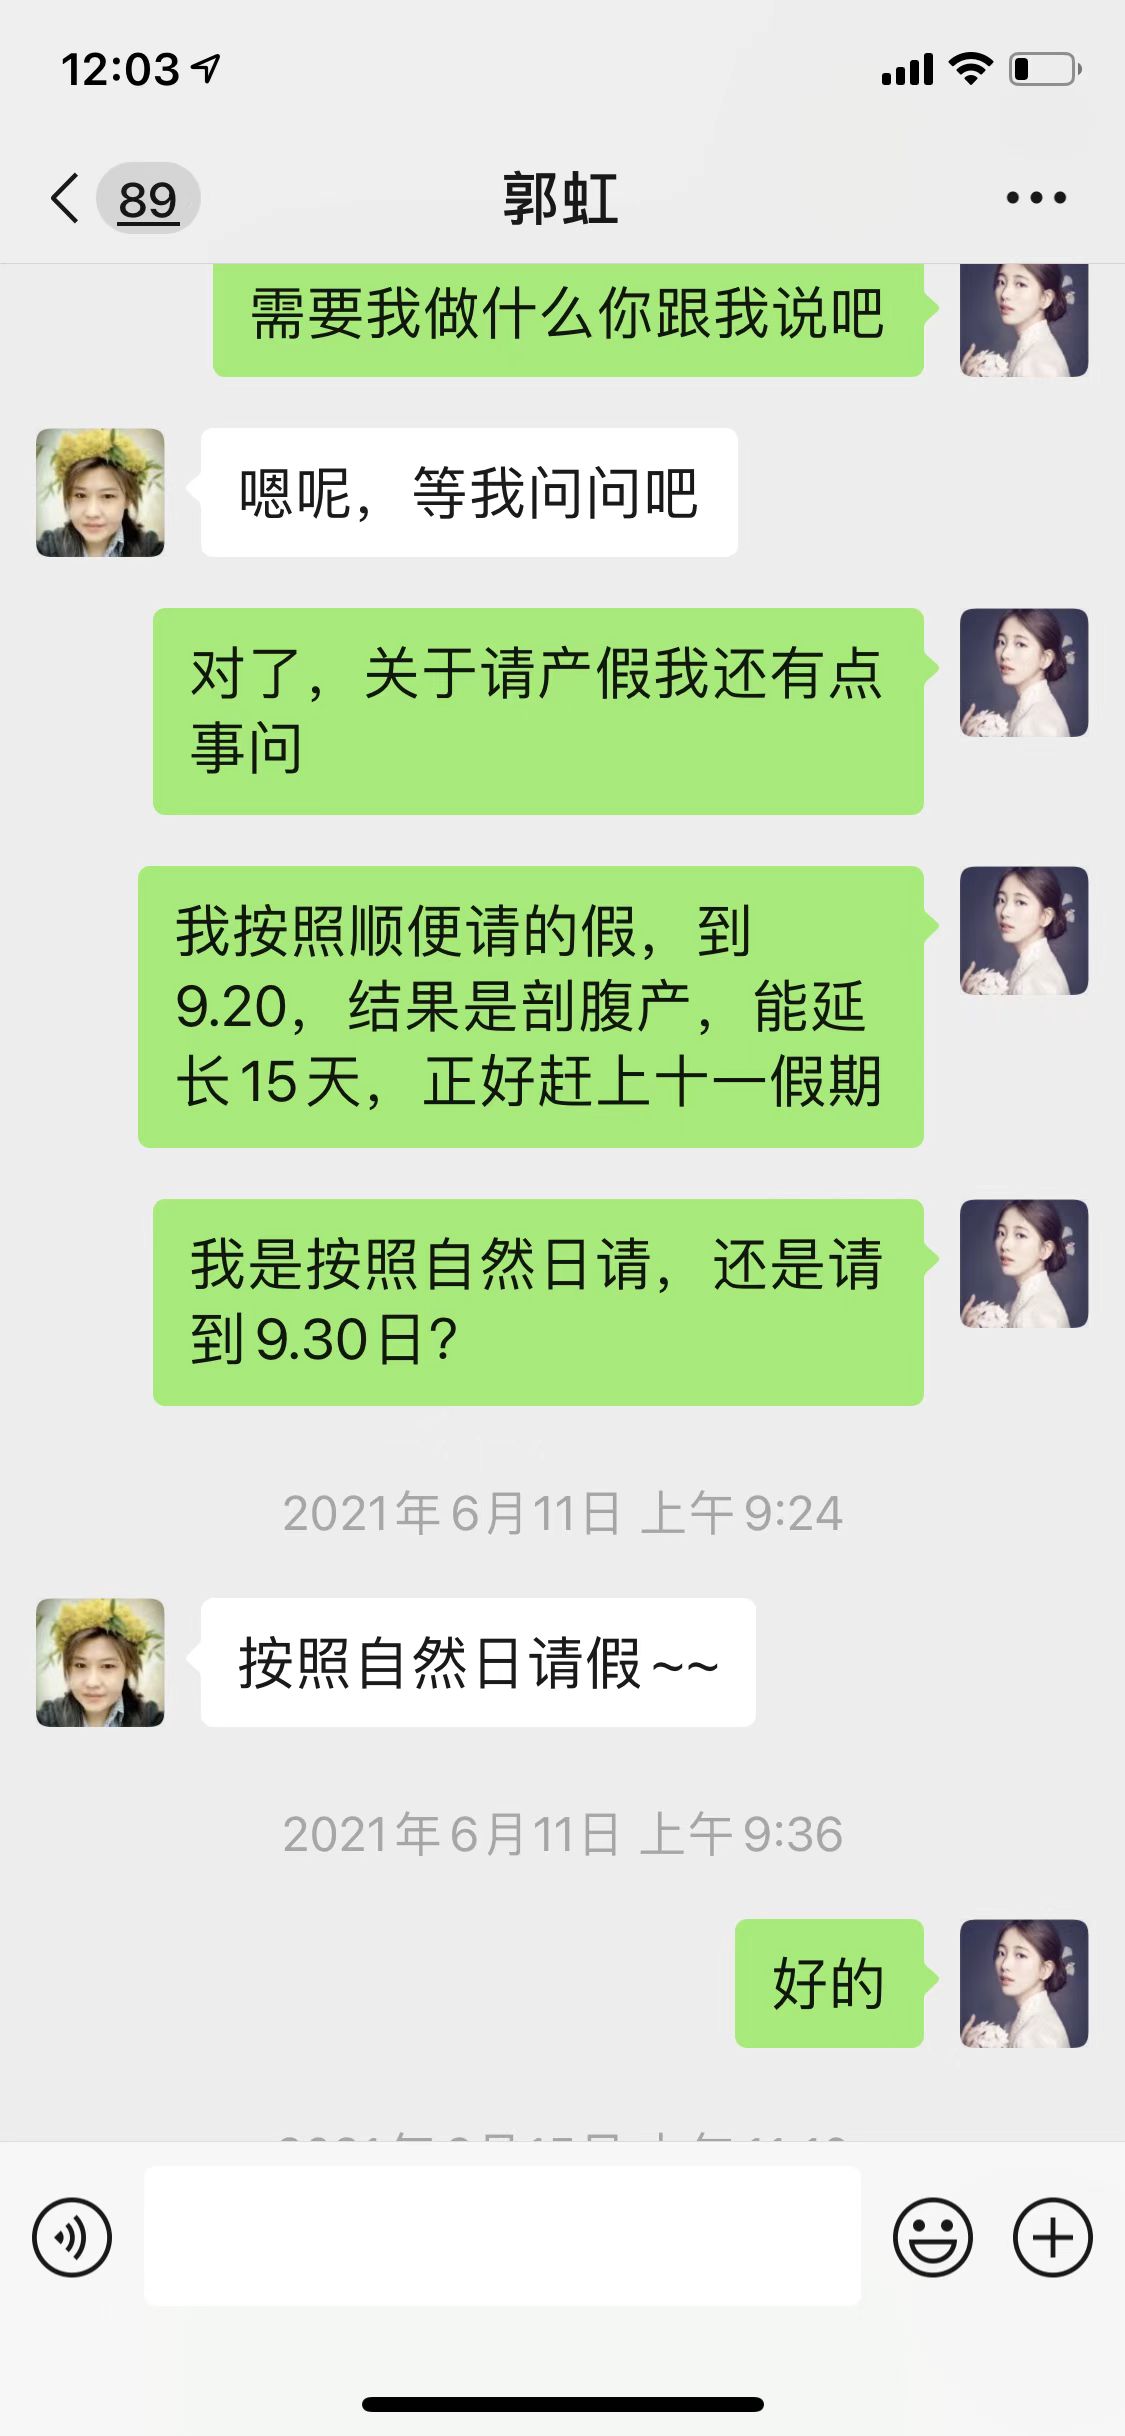 12:03
89
郭虹
需要我做什么你跟我说吧
嗯呢，等我问问吧
对了，关于请产假我还有点
事问
我按照顺便请的假，到
9.20，结果是剖腹产，能延
长15天，正好赶上十一假期
我是按照自然日请，还是请
到9.30日?
2021年6月11日 上午9:24
按照自然日请假~~
2021年6月11日 上午9:36
好的